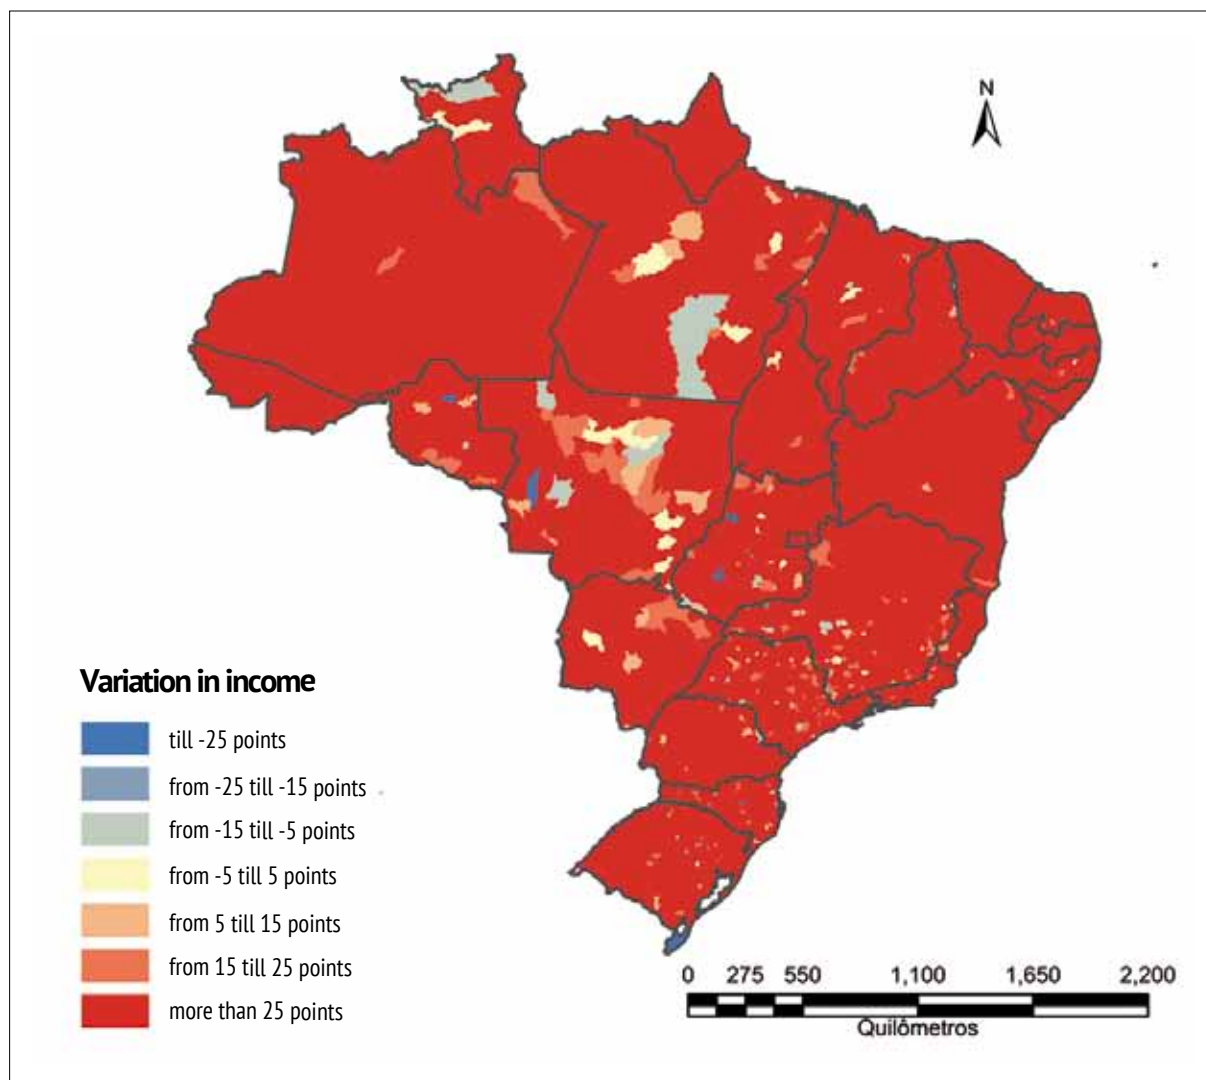 N
Variation in income
till -25 points
from -25 till -15 points
from -15 till -5 points
from -5 till 5 points
from 5 till 15 points
from 15 till 25 points
more than 25 points
0 275 550 1,100 1,650 2,200
Quilômetros